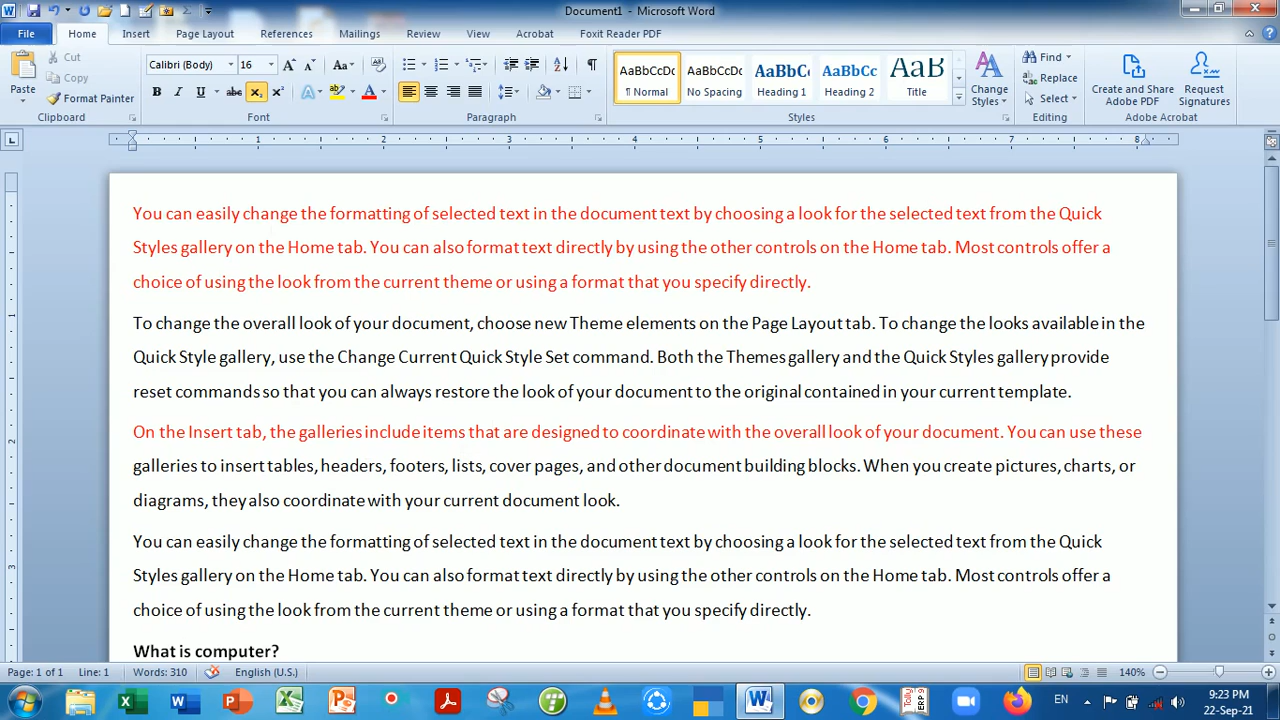 Document1 - Microsoft Word
File Home Insert Page Layout References Mailings Review View Acrobat Foxit Reader PDF
Cut
Copy
Format Painter
Paste
Clipboard
Calibri (Body) 16
Font
Paragraph
AaBbCcDc AaBbCcDc AaBbC AaBbCc AaB
¶ Normal No Spacing Heading 1 Heading 2 Title
Change Styles
Styles
Find
Replace
Select
Editing
Create and Share Adobe PDF
Request Signatures
Adobe Acrobat
1 2 3 4 5 6 7 8
You can easily change the formatting of selected text in the document text by choosing a look for the selected text from the Quick
Styles gallery on the Home tab. You can also format text directly by using the other controls on the Home tab. Most controls offer a
choice of using the look from the current theme or using a format that you specify directly.
To change the overall look of your document, choose new Theme elements on the Page Layout tab. To change the looks available in the
Quick Style gallery, use the Change Current Quick Style Set command. Both the Themes gallery and the Quick Styles gallery provide
reset commands so that you can always restore the look of your document to the original contained in your current template.
On the Insert tab, the galleries include items that are designed to coordinate with the overall look of your document. You can use these
galleries to insert tables, headers, footers, lists, cover pages, and other document building blocks. When you create pictures, charts, or
diagrams, they also coordinate with your current document look.
You can easily change the formatting of selected text in the document text by choosing a look for the selected text from the Quick
Styles gallery on the Home tab. You can also format text directly by using the other controls on the Home tab. Most controls offer a
choice of using the look from the current theme or using a format that you specify directly.
What is computer?
Page: 1 of 1 Line: 1 Words: 310 English (U.S.) 140%
EN 9:23 PM
22-Sep-21